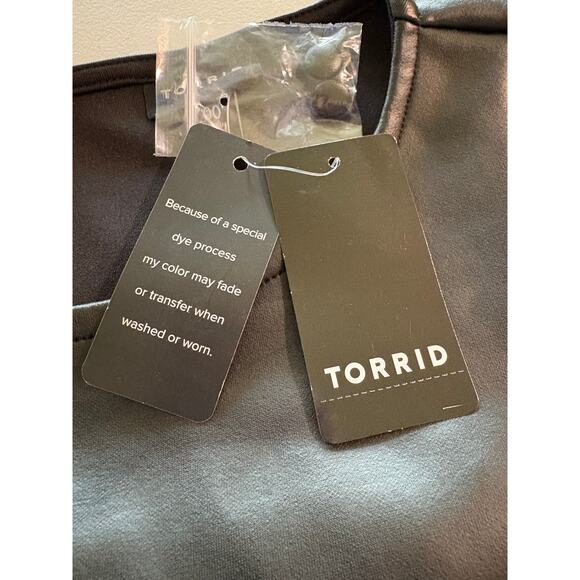 TORRID
Because of a special
dye process
my color may fade
or transfer when
washed or worn.
TORRID